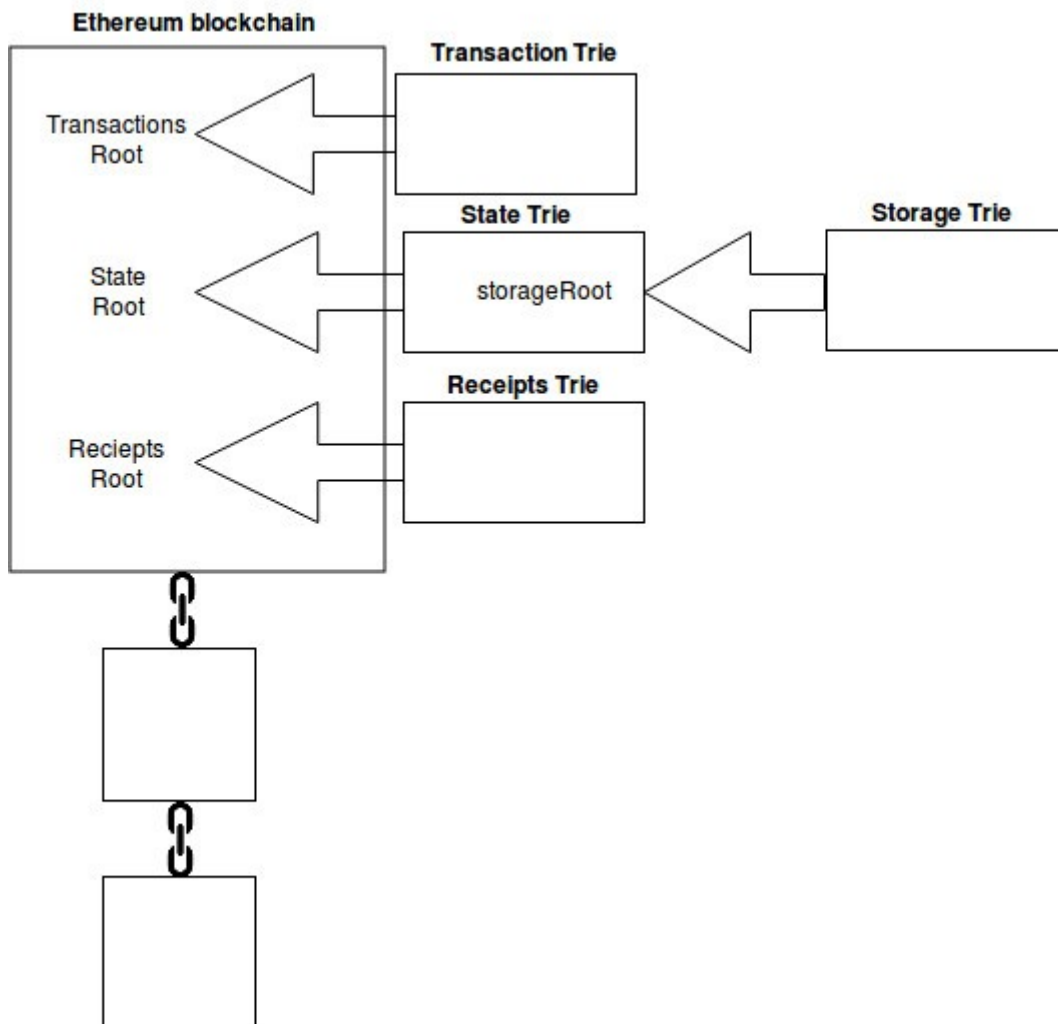 Ethereum blockchain
Transaction Trie
Transactions
Root
State Trie
Storage Trie
State
Root
storageRoot
Receipts Trie
Reciepts
Root